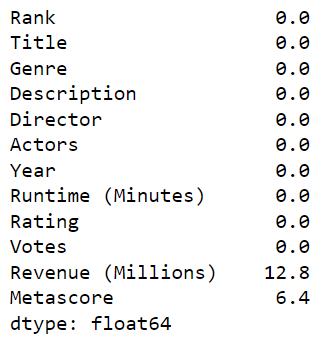 Rank 0.0
Title 0.0
Genre 0.0
Description 0.0
Director 0.0
Actors 0.0
Year 0.0
Runtime (Minutes) 0.0
Rating 0.0
Votes 0.0
Revenue (Millions) 12.8
Metascore 6.4
dtype: float64